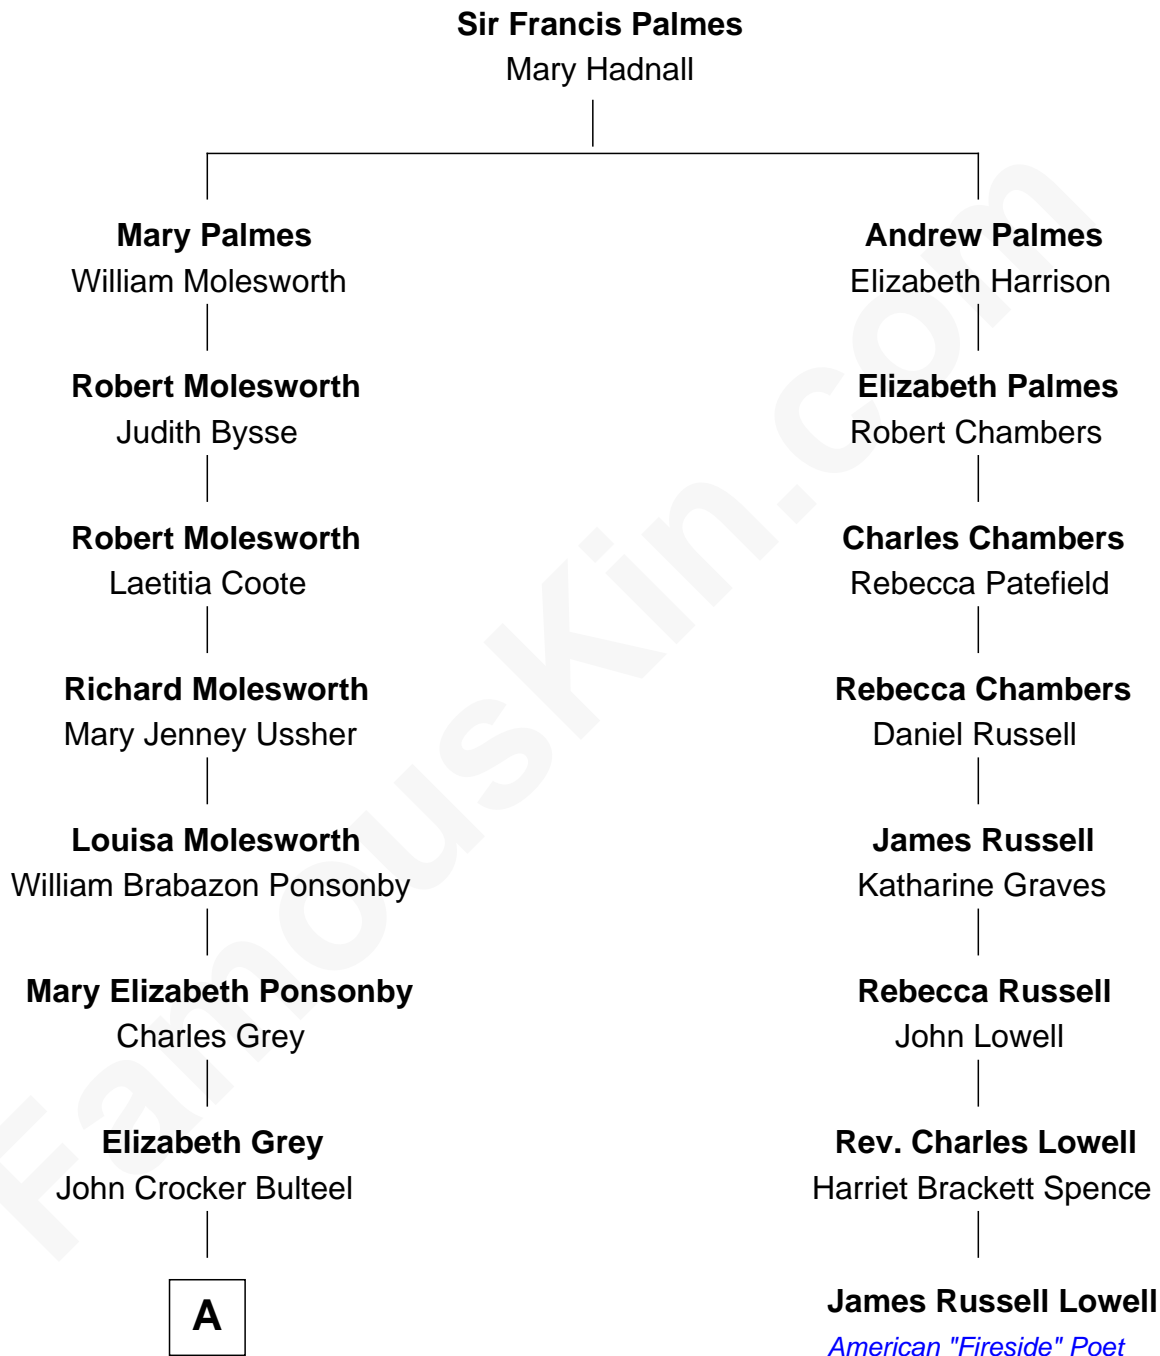 Sir Francis Palmes
Mary Hadnall
Mary Palmes
William Molesworth
Andrew Palmes
Elizabeth Harrison
Robert Molesworth
Judith Bysse
Elizabeth Palmes
Robert Chambers
Robert Molesworth
Laetitia Coote
Charles Chambers
Rebecca Patefield
Richard Molesworth
Mary Jenney Ussher
Rebecca Chambers
Daniel Russell
Louisa Molesworth
William Brabazon Ponsonby
James Russell
Katharine Graves
Mary Elizabeth Ponsonby
Charles Grey
Rebecca Russell
John Lowell
Elizabeth Grey
John Crocker Bulteel
Rev. Charles Lowell
Harriet Brackett Spence
A
James Russell Lowell
American "Fireside" Poet
FamousKin.com